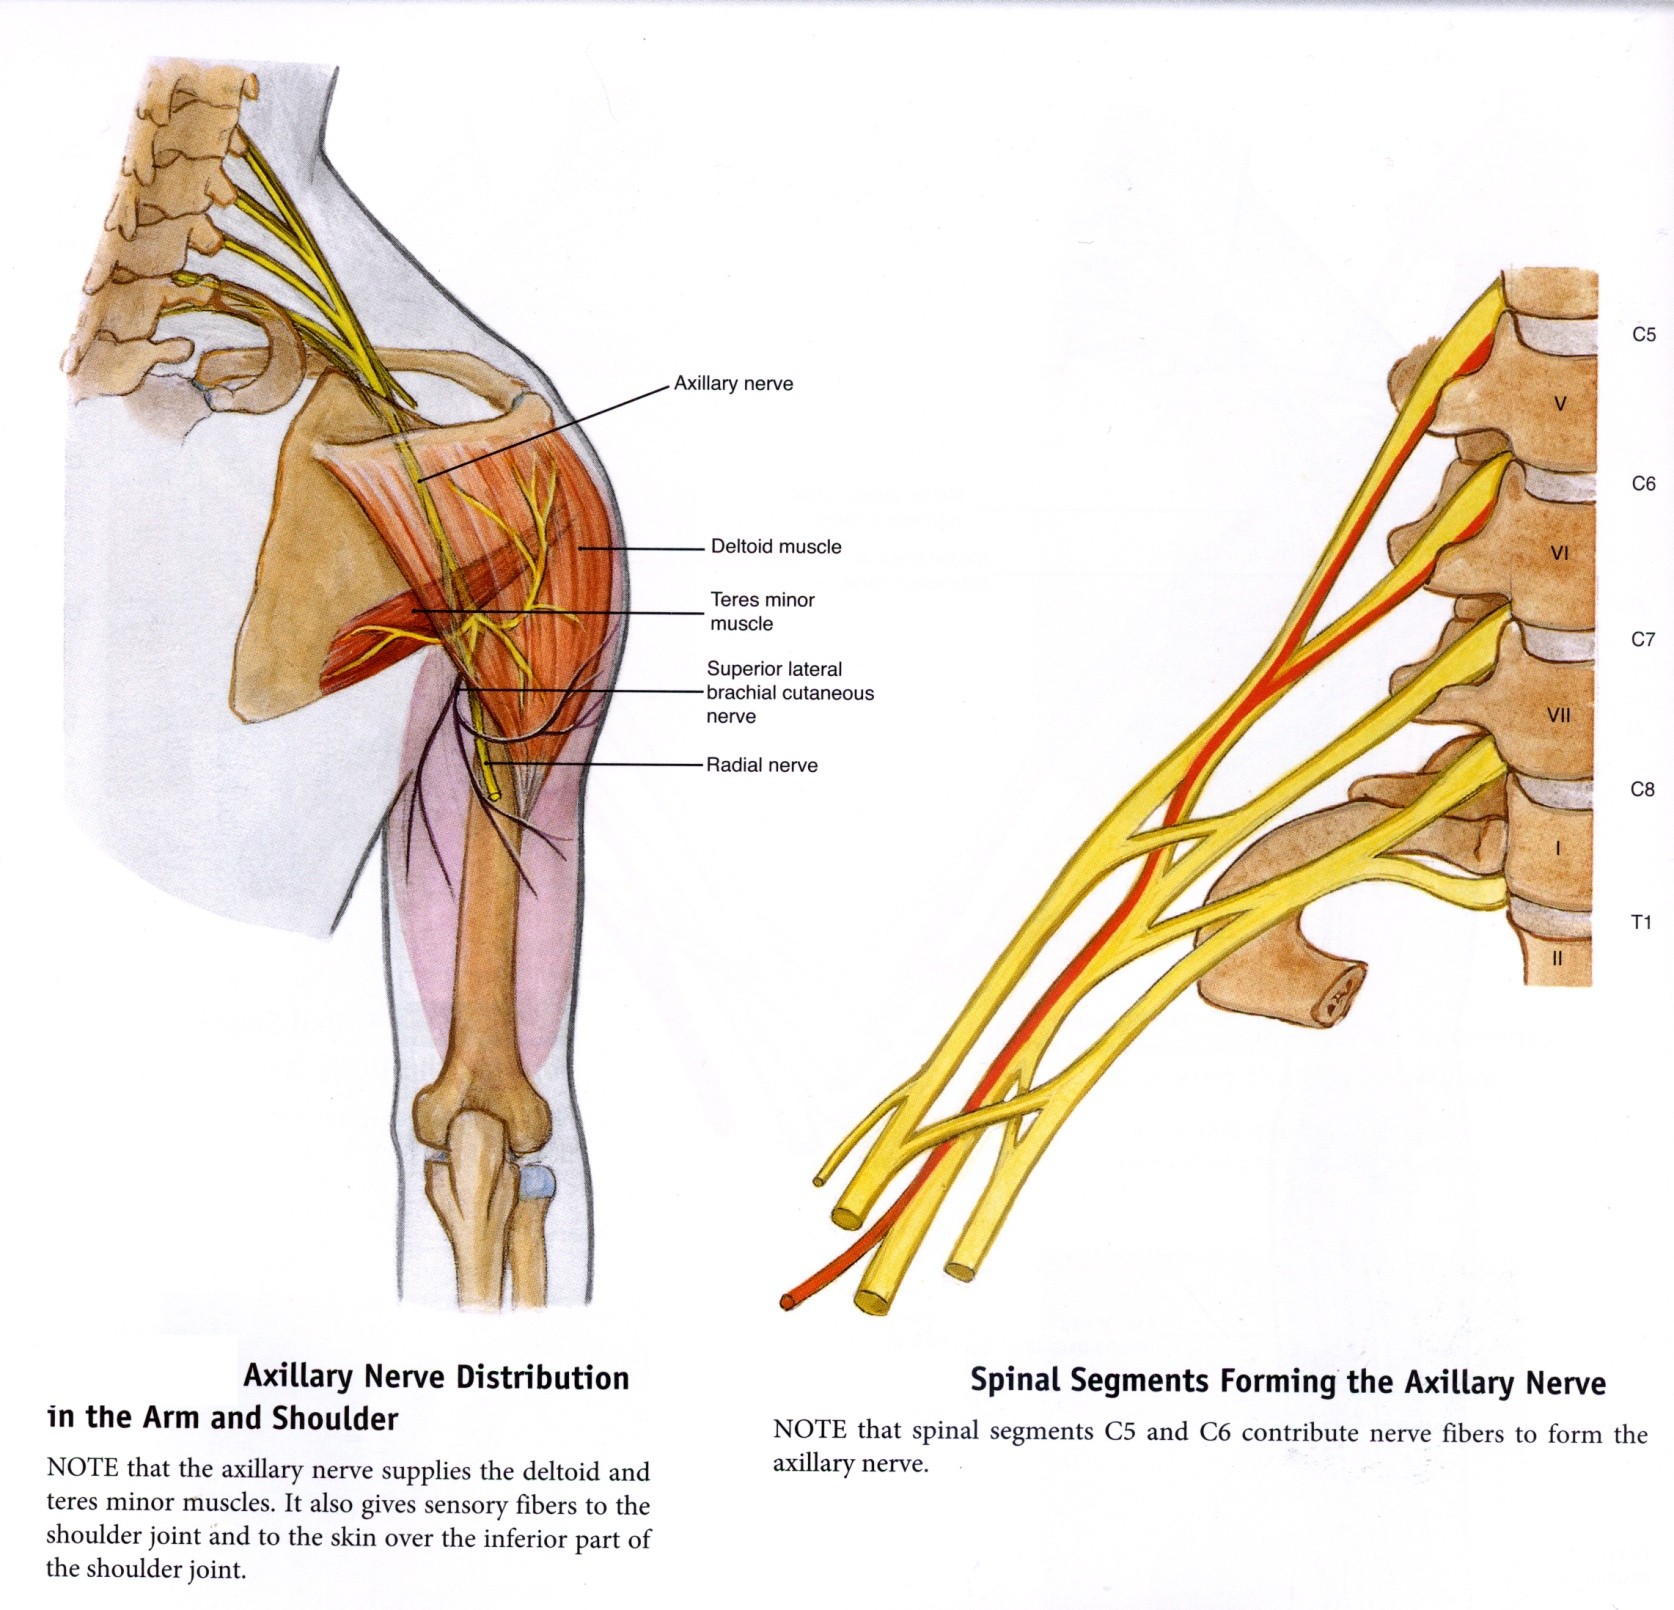 Axillary nerve
Deltoid muscle
Teres minor
muscle
Superior lateral
brachial cutaneous
nerve
Radial nerve
C5
V
C6
VI
C7
VII
C8
I
T1
II
Axillary Nerve Distribution
in the Arm and Shoulder
NOTE that the axillary nerve supplies the deltoid and
teres minor muscles. It also gives sensory fibers to the
shoulder joint and to the skin over the inferior part of
the shoulder joint.
Spinal Segments Forming the Axillary Nerve
NOTE that spinal segments C5 and C6 contribute nerve fibers to form the
axillary nerve.